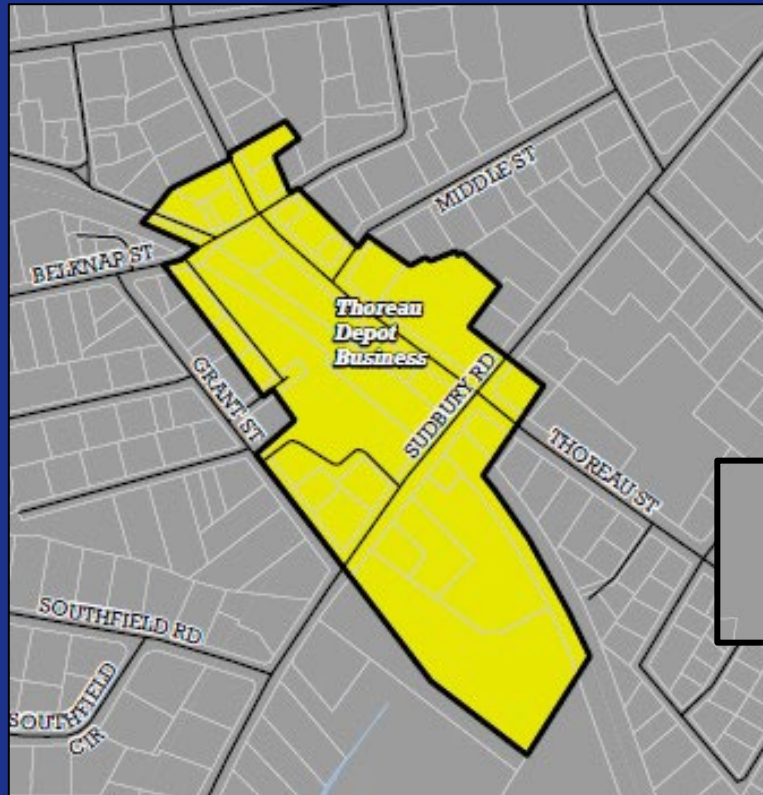 MIDDLE ST
BELKNAP ST
Thoreau
Depot
Business
GRANT ST
SUDBURY RD
THOREAU ST
SOUTHFIELD RD
SOUTHFIELD
CIR